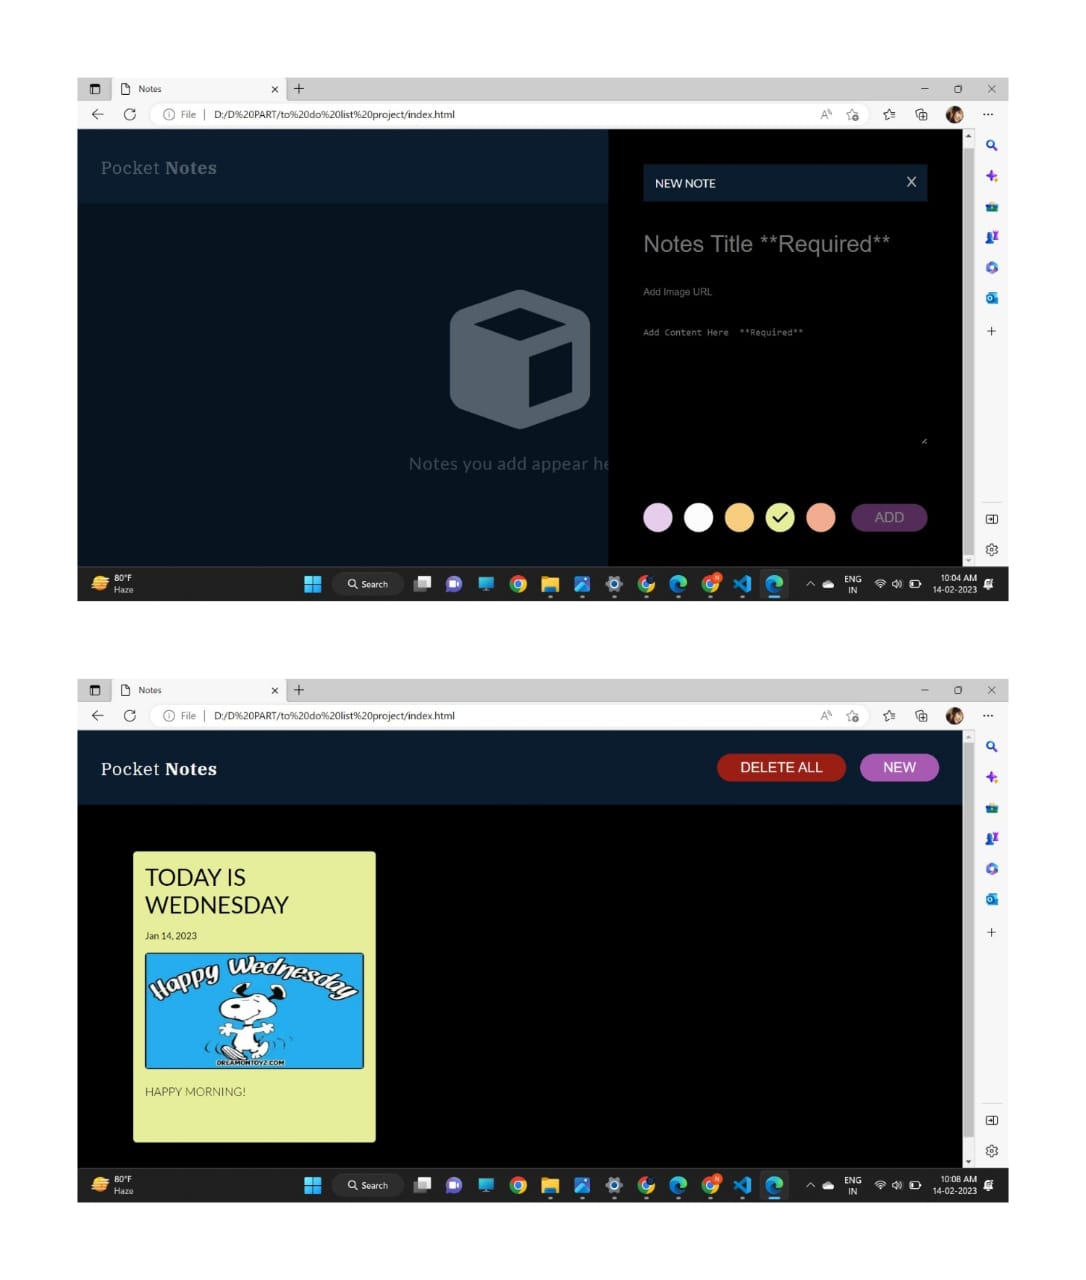 Notes
File D:/D%20PART/to%20do%20list%20project/index.html
Pocket Notes
NEW NOTE X
Notes Title **Required**
Add Image URL
Add Content Here **Required**
Notes you add appear he
ADD
80°F
Haze
Search
ENG
IN
10:04 AM
14-02-2023
Notes
File D:/D%20PART/to%20do%20list%20project/index.html
Pocket Notes
DELETE ALL NEW
TODAY IS
WEDNESDAY
Jan 14, 2023
Happy Wednesday
DREAMONTOYZ.COM
HAPPY MORNING!
80°F
Haze
Search
ENG
IN
10:08 AM
14-02-2023